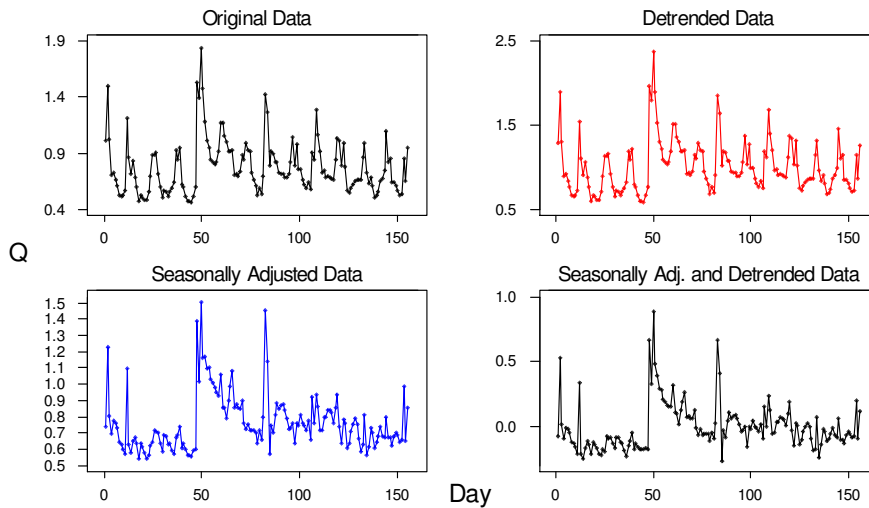 Original Data
1.9
1.4
0.9
0.4
0 50 100 150
Detrended Data
2.5
1.5
0.5
0 50 100 150
Q
Seasonally Adjusted Data
1.5
1.4
1.3
1.2
1.1
1.0
0.9
0.8
0.7
0.6
0.5
0 50 100 150
Seasonally Adj. and Detrended Data
1.0
0.5
0.0
0 50 100 150
Day